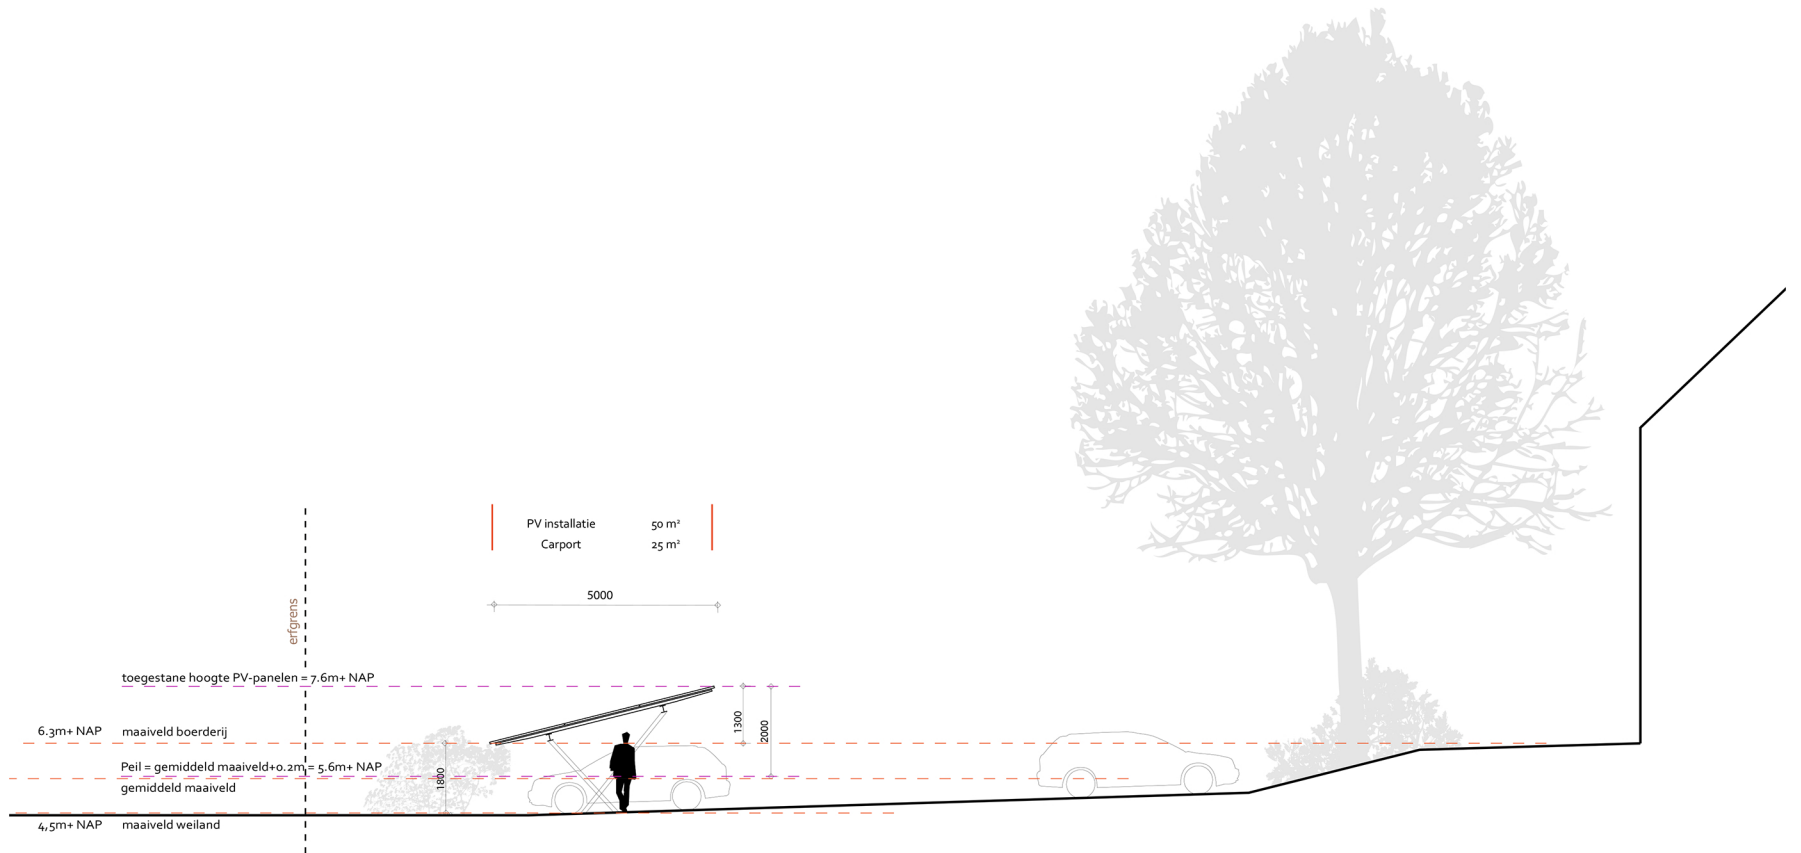 PV installatie 50 m²
Carport 25 m²
5000
erfgrens
toegestane hoogte PV-panelen = 7.6m+ NAP
6.3m+ NAP maaiveld boerderij
1300
2000
Peil = gemiddeld maaiveld+0.2m = 5.6m+ NAP
1800
gemiddeld maaiveld
4,5m+ NAP maaiveld weiland